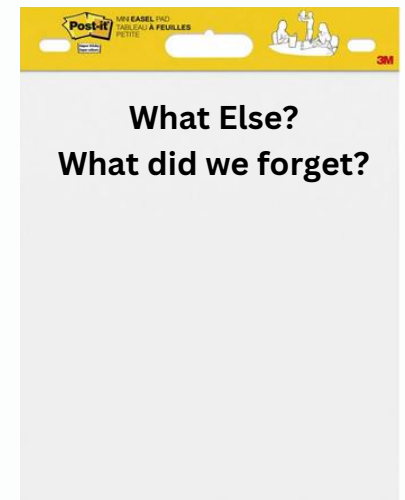 Post-it
MINI EASEL PAD
TABLEAU À FEUILLES
PETITE
3M
What Else?
What did we forget?